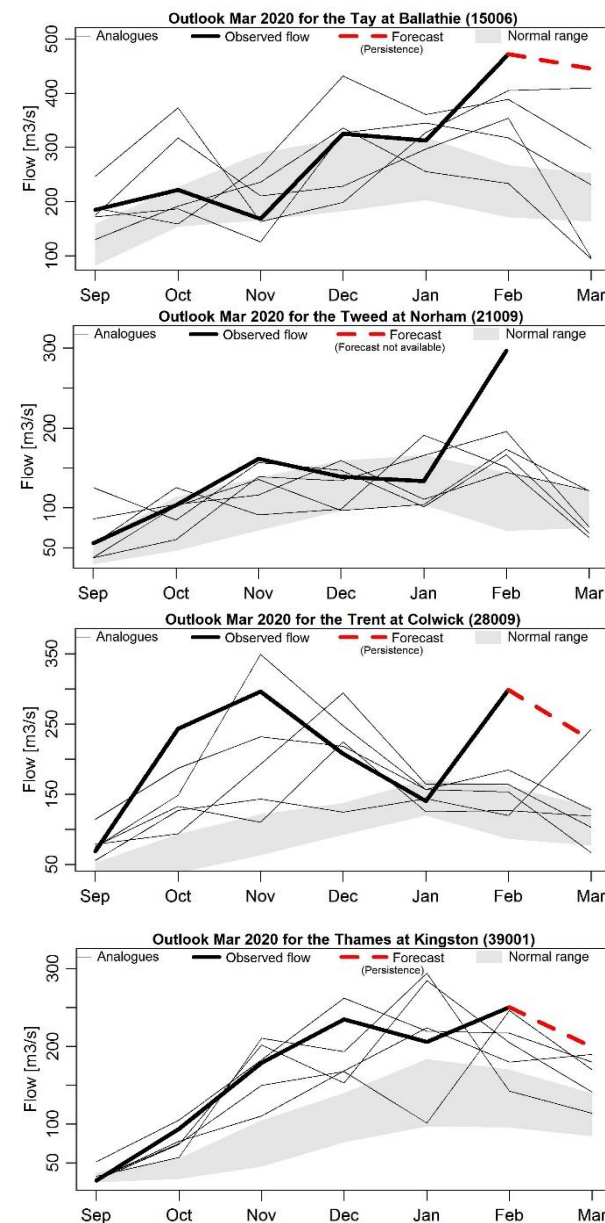 Outlook Mar 2020 for the Tay at Ballathie (15006)
Analogues Observed flow Forecast Normal range
(Persistence)
Flow [m3/s]
500
400
300
200
100
Sep Oct Nov Dec Jan Feb Mar
Outlook Mar 2020 for the Tweed at Norham (21009)
Analogues Observed flow Forecast Normal range
(Forecast not available)
Flow [m3/s]
300
200
100
50
Sep Oct Nov Dec Jan Feb Mar
Outlook Mar 2020 for the Trent at Colwick (28009)
Analogues Observed flow Forecast Normal range
(Persistence)
Flow [m3/s]
350
250
150
50
Sep Oct Nov Dec Jan Feb Mar
Outlook Mar 2020 for the Thames at Kingston (39001)
Analogues Observed flow Forecast Normal range
(Persistence)
Flow [m3/s]
300
200
100
50
Sep Oct Nov Dec Jan Feb Mar